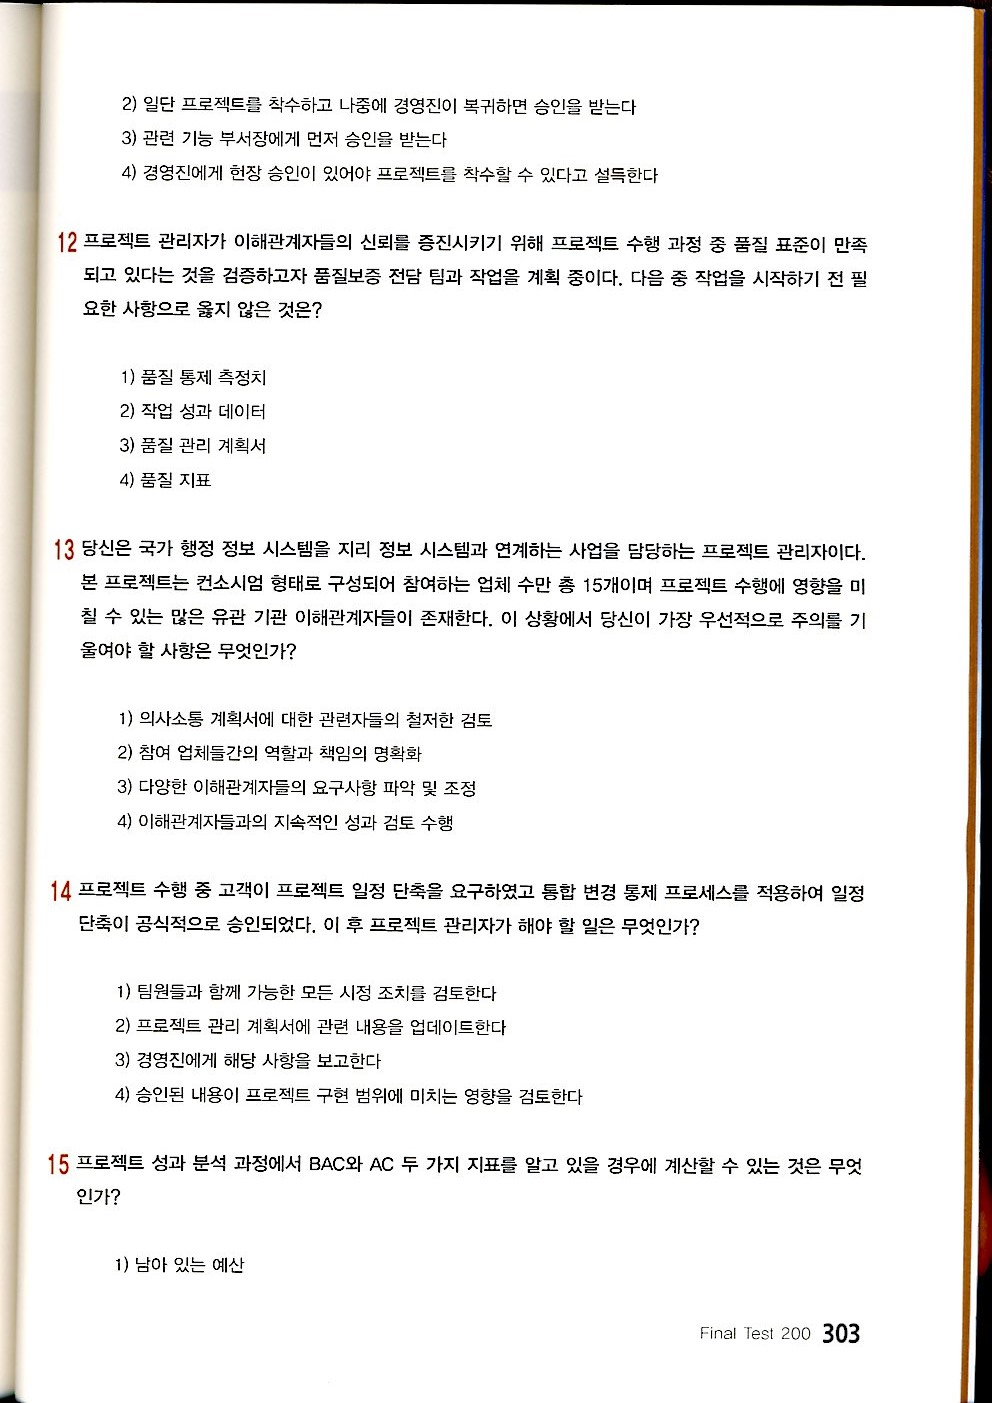 2) 일단 프로젝트를 착수하고 나중에 경영진이 복귀하면 승인을 받는다
3) 관련 기능 부서장에게 먼저 승인을 받는다
4) 경영진에게 헌장 승인이 있어야 프로젝트를 착수할 수 있다고 설득한다
12 프로젝트 관리자가 이해관계자들의 신뢰를 증진시키기 위해 프로젝트 수행 과정 중 품질 표준이 만족
되고 있다는 것을 검증하고자 품질보증 전담 팀과 작업을 계획 중이다. 다음 중 작업을 시작하기 전 필
요한 사항으로 옳지 않은 것은?
1) 품질 통제 측정치
2) 작업 성과 데이터
3) 품질 관리 계획서
4) 품질 지표
13 당신은 국가 행정 정보 시스템을 지리 정보 시스템과 연계하는 사업을 담당하는 프로젝트 관리자이다.
본 프로젝트는 컨소시엄 형태로 구성되어 참여하는 업체 수만 총 15개이며 프로젝트 수행에 영향을 미
칠 수 있는 많은 유관 기관 이해관계자들이 존재한다. 이 상황에서 당신이 가장 우선적으로 주의를 기
울여야 할 사항은 무엇인가?
1) 의사소통 계획서에 대한 관련자들의 철저한 검토
2) 참여 업체들간의 역할과 책임의 명확화
3) 다양한 이해관계자들의 요구사항 파악 및 조정
4) 이해관계자들과의 지속적인 성과 검토 수행
14 프로젝트 수행 중 고객이 프로젝트 일정 단축을 요구하였고 통합 변경 통제 프로세스를 적용하여 일정
단축이 공식적으로 승인되었다. 이 후 프로젝트 관리자가 해야 할 일은 무엇인가?
1) 팀원들과 함께 가능한 모든 시정 조치를 검토한다
2) 프로젝트 관리 계획서에 관련 내용을 업데이트한다
3) 경영진에게 해당 사항을 보고한다
4) 승인된 내용이 프로젝트 구현 범위에 미치는 영향을 검토한다
15 프로젝트 성과 분석 과정에서 BAC와 AC 두 가지 지표를 알고 있을 경우에 계산할 수 있는 것은 무엇
인가?
1) 남아 있는 예산
Final Test 200 303